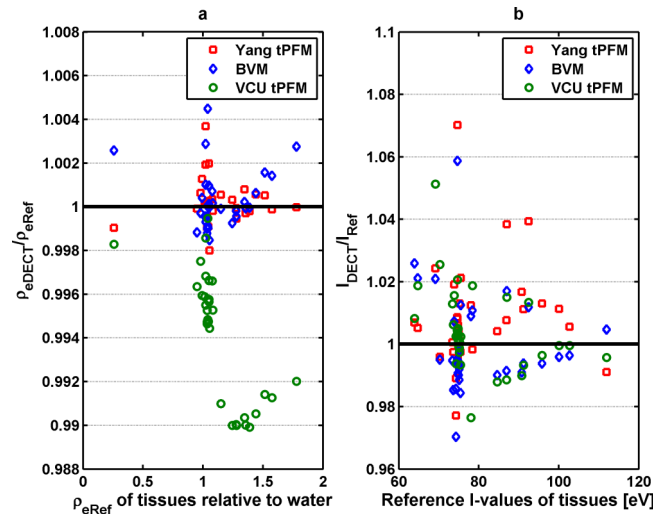 a
b
1.008
1.006
1.004
1.002
1
0.998
0.996
0.994
0.992
0.99
0.988
ρeDECT/ρeRef
Yang tPFM
BVM
VCU tPFM
0
0.5
1
1.5
2
ρeRef of tissues relative to water
1.1
1.08
1.06
1.04
1.02
1
0.98
0.96
IDECT/IRef
Yang tPFM
BVM
VCU tPFM
60
80
100
120
Reference I-values of tissues [eV]